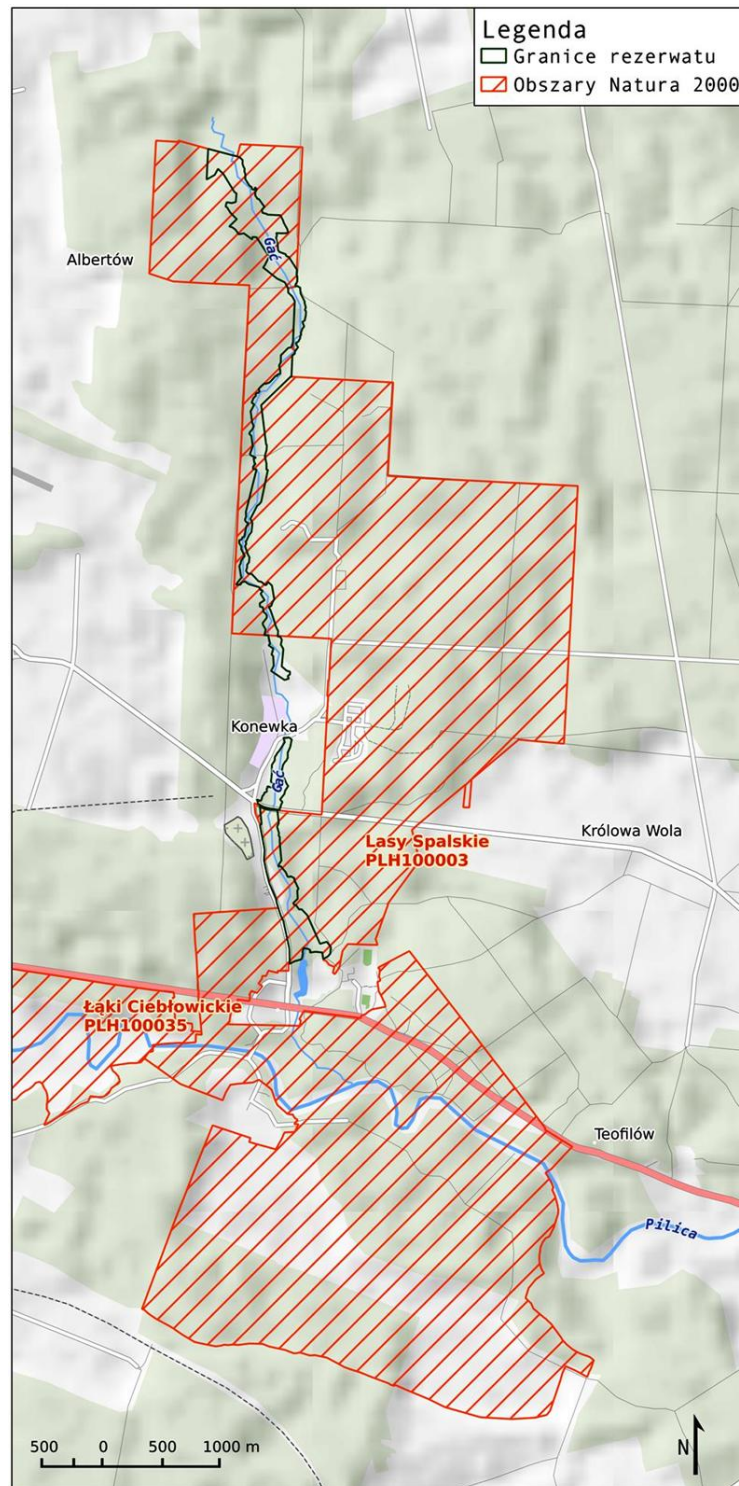 Legenda
Granice rezerwatu
Obszary Natura 2000
Albertów
Gać
Konewka
Gać
Królowa Wola
Lasy Spalskie
PLH100003
Łąki Ciebłowickie
PLH100035
Teofilów
Pilica
500 0 500 1000 m
N